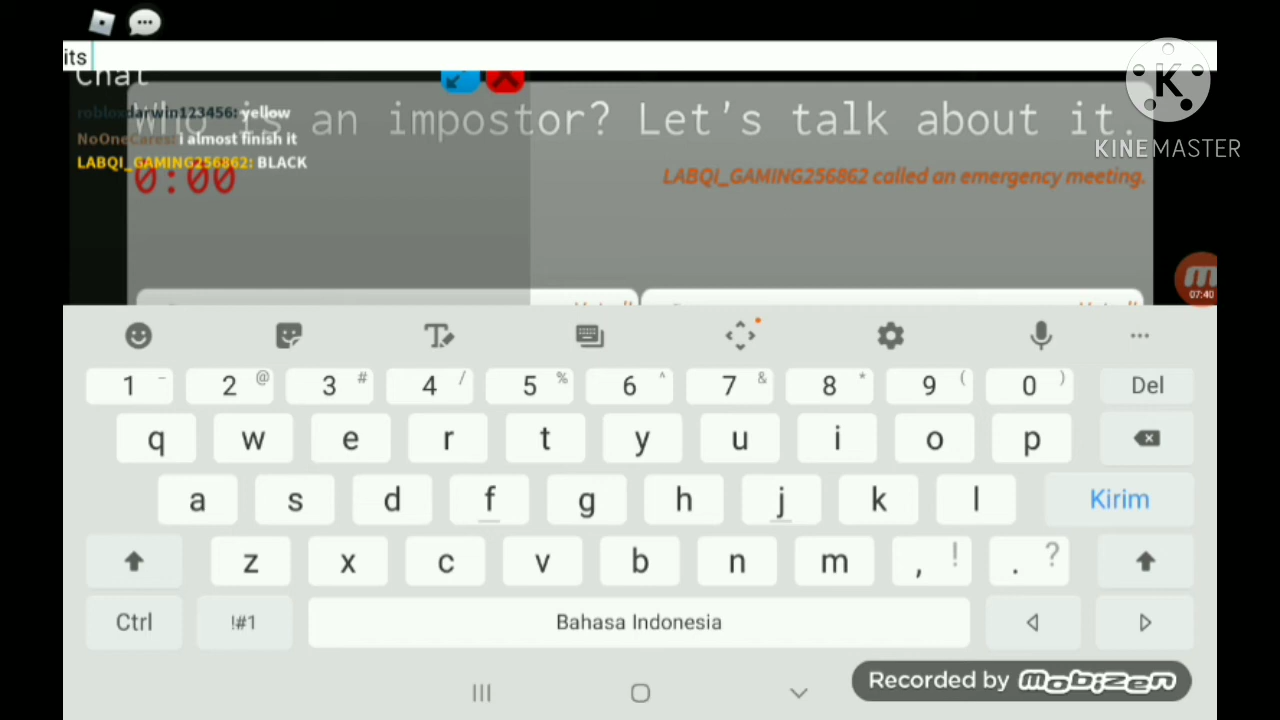 its
Chat
Who is an impostor? Let's talk about it.
robloxdarwin123456: yellow
NoOneCares: i almost finish it
LABQI_GAMING256862: BLACK
0:00
LABQI_GAMING256862 called an emergency meeting.
K
KINEMASTER
07:40
1 - 2 @ 3 # 4 / 5 % 6 ^ 7 & 8 * 9 ( 0 ) Del
q w e r t y u i o p
a s d f g h j k l Kirim
z x c v b n m , ! . ?
Ctrl !#1 Bahasa Indonesia
Recorded by mobizen